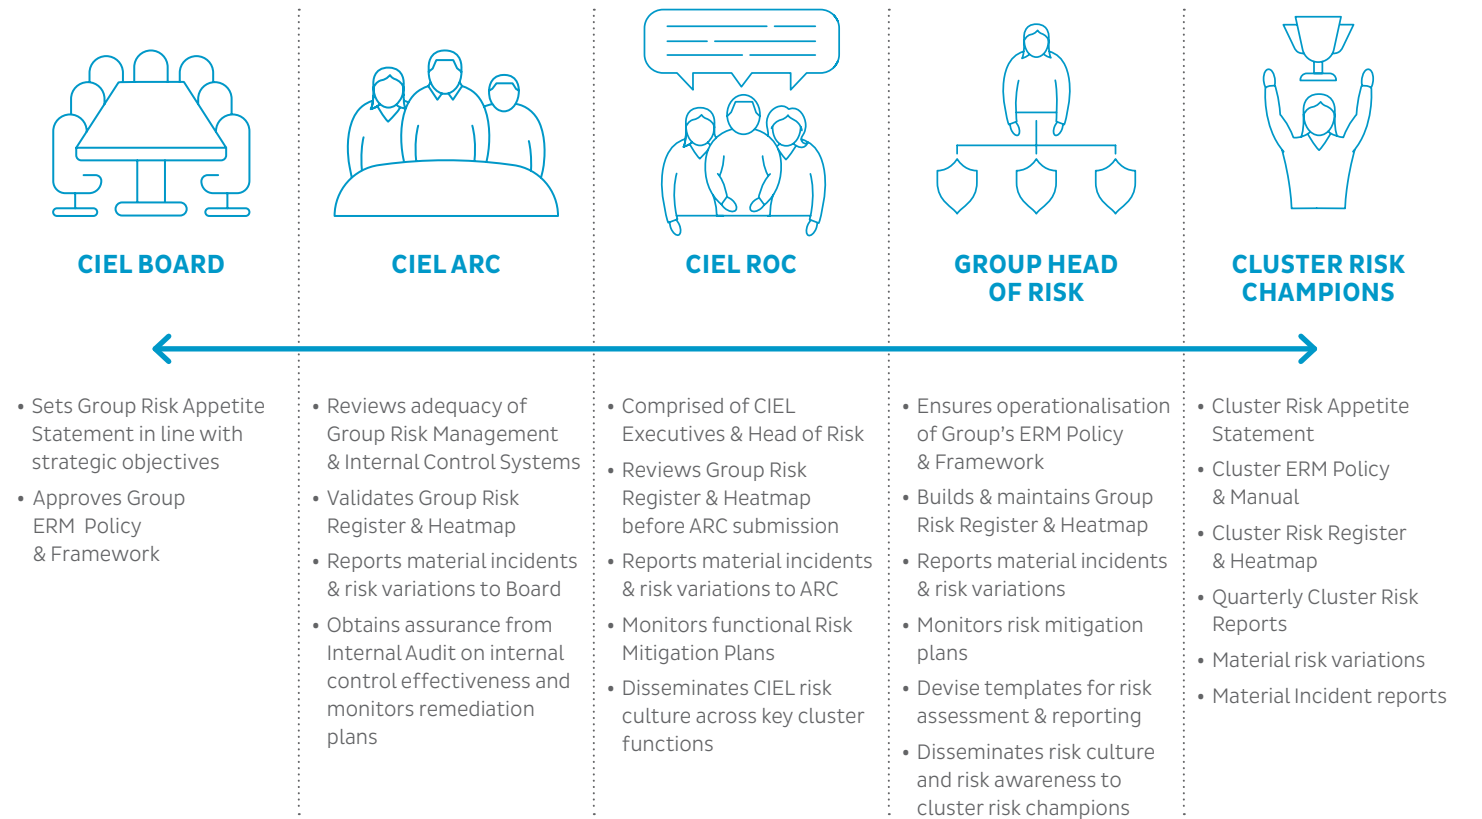 CIEL BOARD
• Sets Group Risk Appetite
Statement in line with
strategic objectives
• Approves Group
ERM Policy
& Framework
CIEL ARC
• Reviews adequacy of
Group Risk Management
& Internal Control Systems
• Validates Group Risk
Register & Heatmap
• Reports material incidents
& risk variations to Board
• Obtains assurance from
Internal Audit on internal
control effectiveness and
monitors remediation
plans
CIEL ROC
• Comprised of CIEL
Executives & Head of Risk
• Reviews Group Risk
Register & Heatmap
before ARC submission
• Reports material incidents
& risk variations to ARC
• Monitors functional Risk
Mitigation Plans
• Disseminates CIEL risk
culture across key cluster
functions
GROUP HEAD
OF RISK
• Ensures operationalisation
of Group's ERM Policy
& Framework
• Builds & maintains Group
Risk Register & Heatmap
• Reports material incidents
& risk variations
• Monitors risk mitigation
plans
• Devise templates for risk
assessment & reporting
• Disseminates risk culture
and risk awareness to
cluster risk champions
CLUSTER RISK
CHAMPIONS
• Cluster Risk Appetite
Statement
• Cluster ERM Policy
& Manual
• Cluster Risk Register
& Heatmap
• Quarterly Cluster Risk
Reports
• Material risk variations
• Material Incident reports